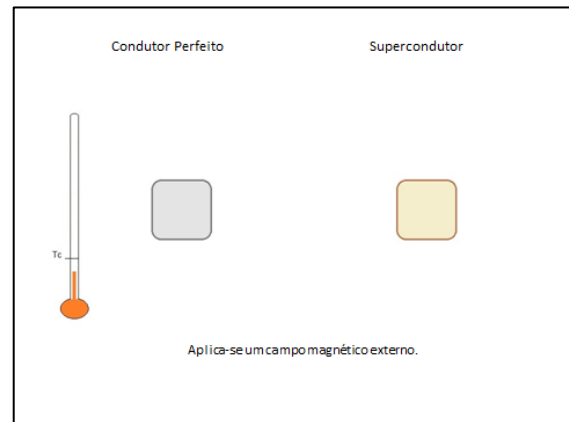 Condutor Perfeito
Supercondutor
Tc
Aplica-se um campo magnético externo.